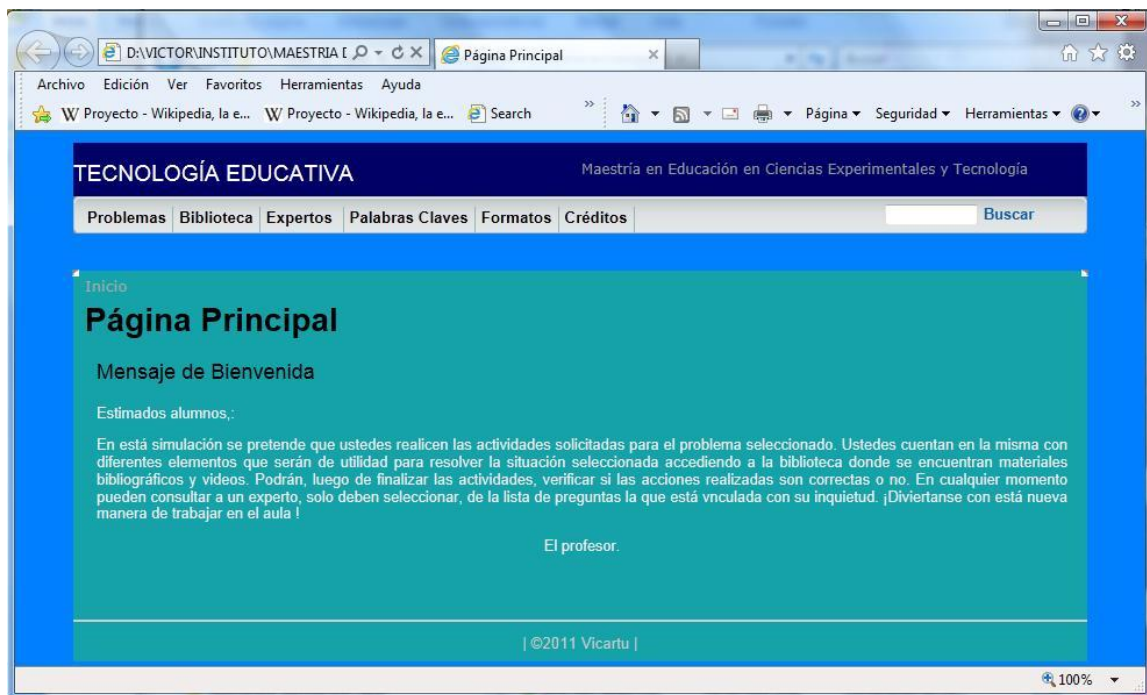 D:\VICTOR\INSTITUTO\MAESTRIA
Página Principal
Archivo Edición Ver Favoritos Herramientas Ayuda
Proyecto - Wikipedia, la e... Proyecto - Wikipedia, la e... Search Página Seguridad Herramientas
TECNOLOGÍA EDUCATIVA
Maestría en Educación en Ciencias Experimentales y Tecnología
Problemas Biblioteca Expertos Palabras Claves Formatos Créditos Buscar
Inicio
Página Principal
Mensaje de Bienvenida
Estimados alumnos,:
En está simulación se pretende que ustedes realicen las actividades solicitadas para el problema seleccionado. Ustedes cuentan en la misma con
diferentes elementos que serán de utilidad para resolver la situación seleccionada accediendo a la biblioteca donde se encuentran materiales
bibliográficos y videos. Podrán, luego de finalizar las actividades, verificar si las acciones realizadas son correctas o no. En cualquier momento
pueden consultar a un experto, solo deben seleccionar, de la lista de preguntas la que está vnculada con su inquietud. ¡Diviertanse con está nueva
manera de trabajar en el aula !
El profesor.
| ©2011 Vicartu |
100%